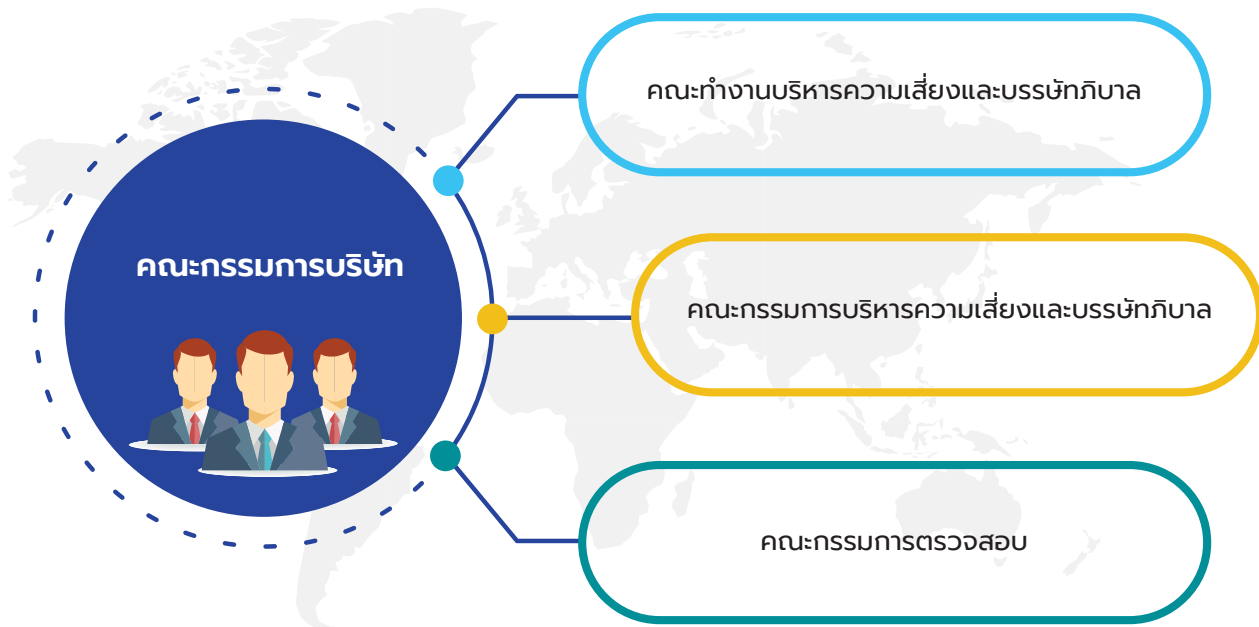 คณะทำงานบริหารความเสี่ยงและบรรษัทภิบาล
คณะกรรมการบริษัท
คณะกรรมการบริหารความเสี่ยงและบรรษัทภิบาล
คณะกรรมการตรวจสอบ